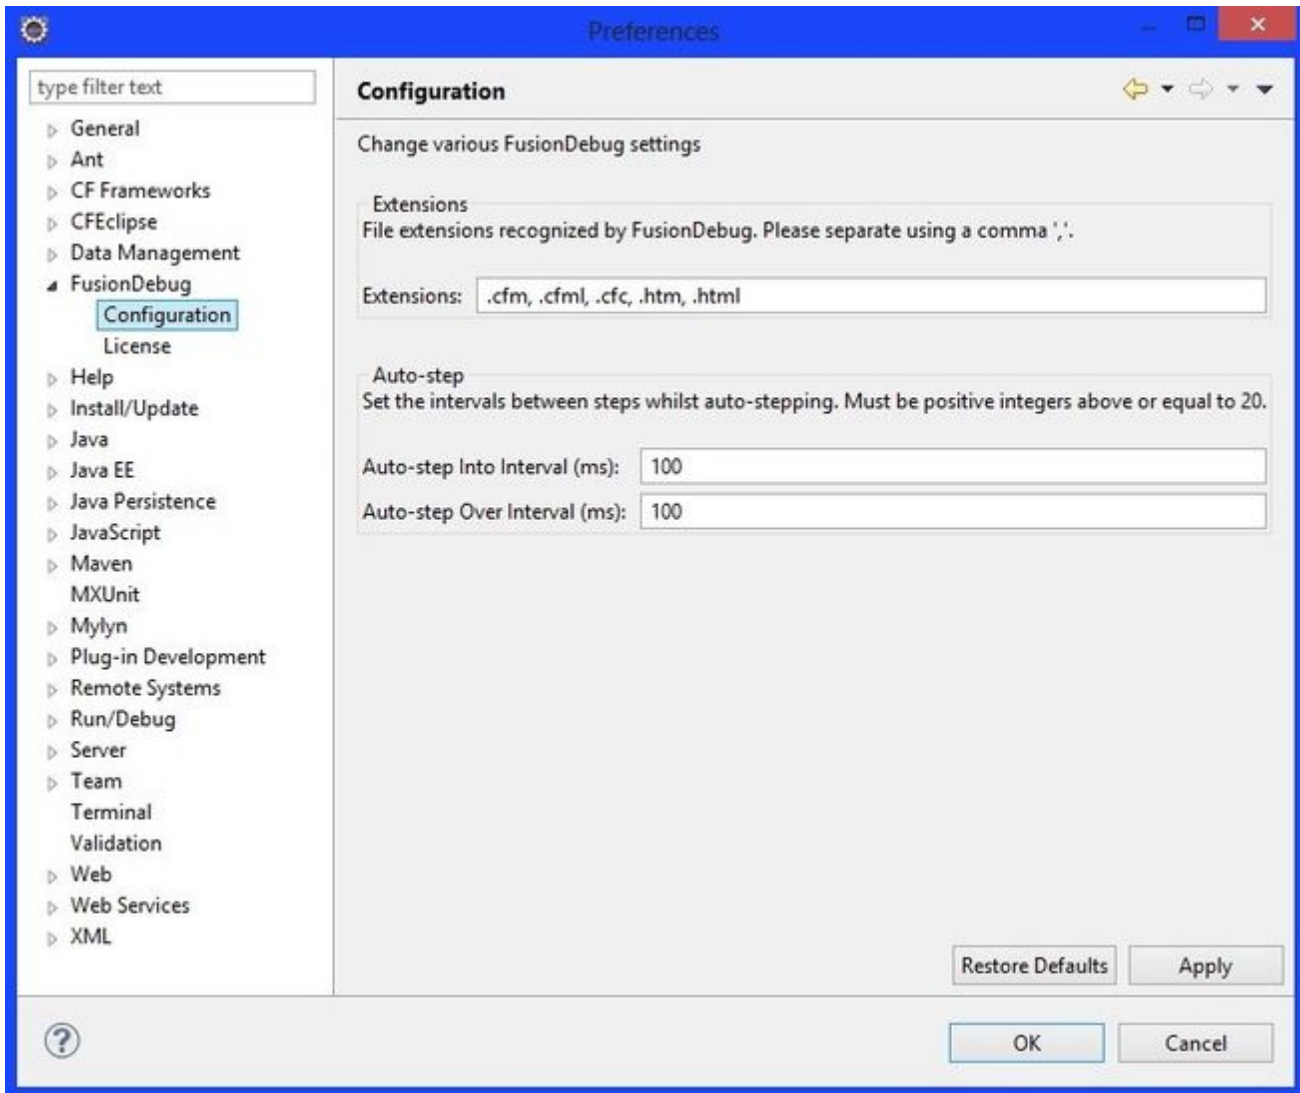 Preferences
type filter text
General
Ant
CF Frameworks
CFEclipse
Data Management
FusionDebug
Configuration
License
Help
Install/Update
Java
Java EE
Java Persistence
JavaScript
Maven
MXUnit
Mylyn
Plug-in Development
Remote Systems
Run/Debug
Server
Team
Terminal
Validation
Web
Web Services
XML
Configuration
Change various FusionDebug settings
Extensions
File extensions recognized by FusionDebug. Please separate using a comma ','.
Extensions: .cfm, .cfml, .cfc, .htm, .html
Auto-step
Set the intervals between steps whilst auto-stepping. Must be positive integers above or equal to 20.
Auto-step Into Interval (ms): 100
Auto-step Over Interval (ms): 100
Restore Defaults Apply
? OK Cancel